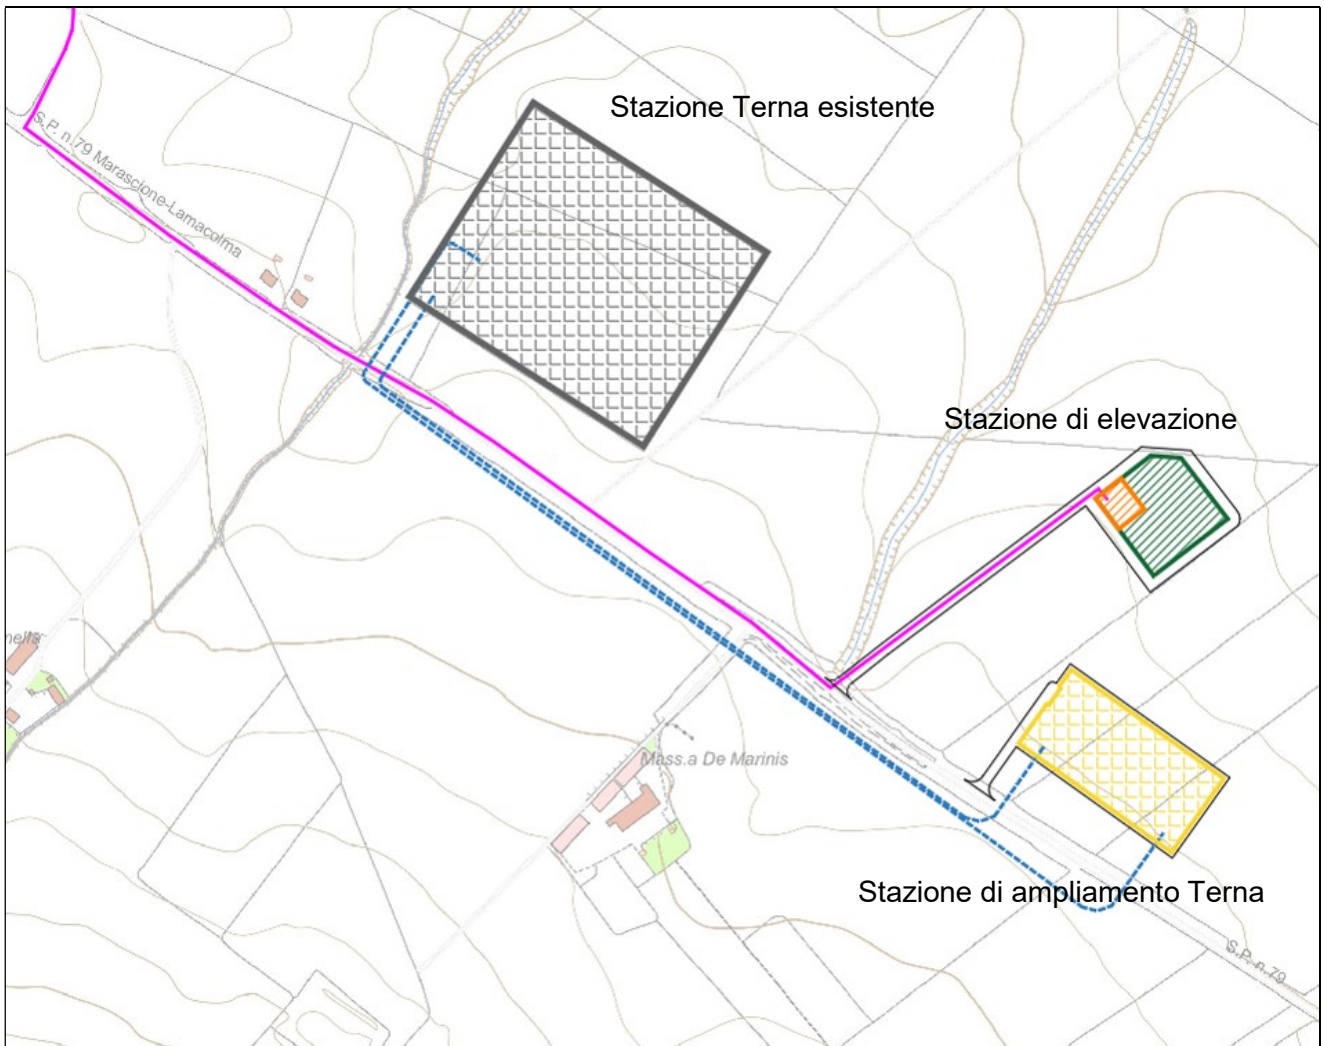 Stazione Terna esistente
S.P. n.79 Marascione-Lamacolma
Stazione di elevazione
Mass.a De Marinis
Stazione di ampliamento Terna
S.P. n.79